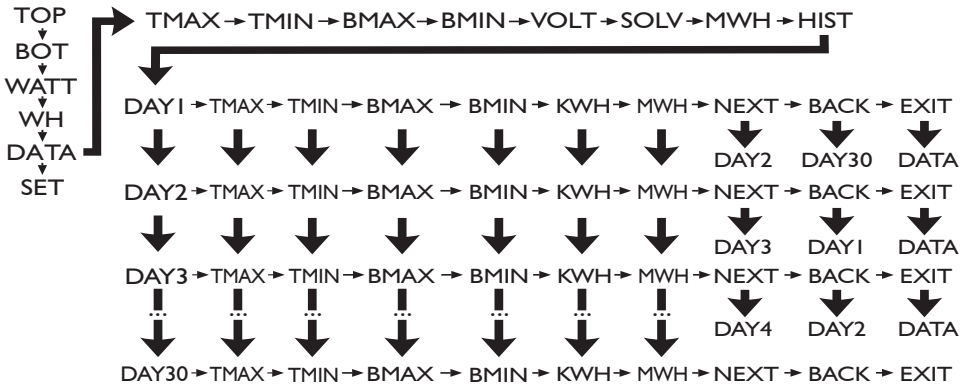 TOP
BOT
WATT
WH
DATA
SET
TMAX TMIN BMAX BMIN VOLT SOLV MWH HIST
DAY1 TMAX TMIN BMAX BMIN KWH MWH NEXT BACK EXIT
DAY2 DAY30 DATA
DAY2 TMAX TMIN BMAX BMIN KWH MWH NEXT BACK EXIT
DAY3 DAY1 DATA
DAY3 TMAX TMIN BMAX BMIN KWH MWH NEXT BACK EXIT
... ... ... ... ... ... ...
DAY4 DAY2 DATA
DAY30 TMAX TMIN BMAX BMIN KWH MWH NEXT BACK EXIT